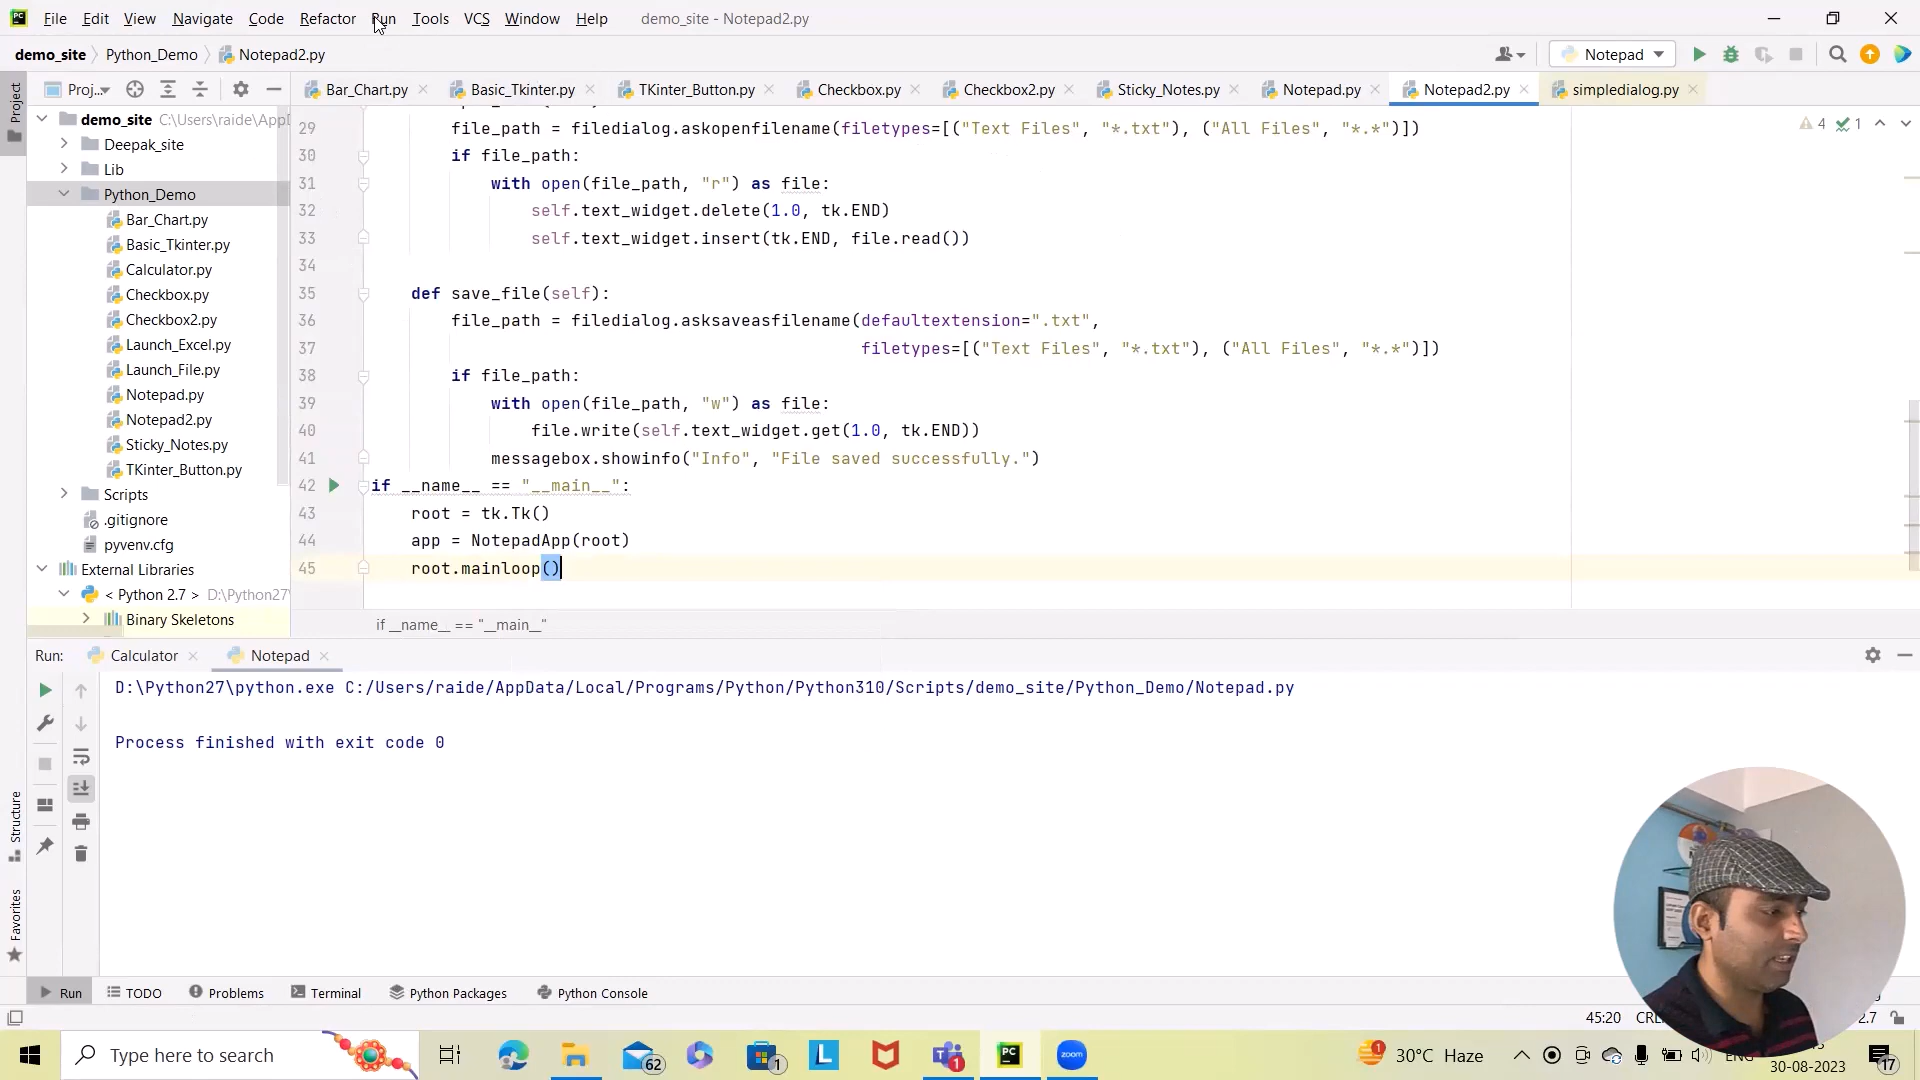 File Edit View Navigate Code Refactor Run Tools VCS Window Help demo_site - Notepad2.py
demo_site Python_Demo Notepad2.py Notepad
Project Proj... Bar_Chart.py Basic_Tkinter.py TKinter_Button.py Checkbox.py Checkbox2.py Sticky_Notes.py Notepad.py Notepad2.py simpledialog.py
demo_site C:\Users\raide\AppD
Deepak_site
Lib
Python_Demo
Bar_Chart.py
Basic_Tkinter.py
Calculator.py
Checkbox.py
Checkbox2.py
Launch_Excel.py
Launch_File.py
Notepad.py
Notepad2.py
Sticky_Notes.py
TKinter_Button.py
Scripts
.gitignore
pyvenv.cfg
External Libraries
< Python 2.7 > D:\Python27\
Binary Skeletons
4 1
29 file_path = filedialog.askopenfilename(filetypes=[("Text Files", "*.txt"), ("All Files", "*.*")])
30 if file_path:
31 with open(file_path, "r") as file:
32 self.text_widget.delete(1.0, tk.END)
33 self.text_widget.insert(tk.END, file.read())
34
35 def save_file(self):
36 file_path = filedialog.asksaveasfilename(defaultextension=".txt",
37 filetypes=[("Text Files", "*.txt"), ("All Files", "*.*")])
38 if file_path:
39 with open(file_path, "w") as file:
40 file.write(self.text_widget.get(1.0, tk.END))
41 messagebox.showinfo("Info", "File saved successfully.")
42 if __name__ == "__main__":
43 root = tk.Tk()
44 app = NotepadApp(root)
45 root.mainloop()
if __name__ == "__main__"
Run: Calculator Notepad
D:\Python27\python.exe C:/Users/raide/AppData/Local/Programs/Python/Python310/Scripts/demo_site/Python_Demo/Notepad.py
Process finished with exit code 0
Structure
Favorites
Run TODO Problems Terminal Python Packages Python Console
45:20 CRL 2.7
Type here to search 62 1 1 zoom 1 30°C Haze ENG
30-08-2023 17